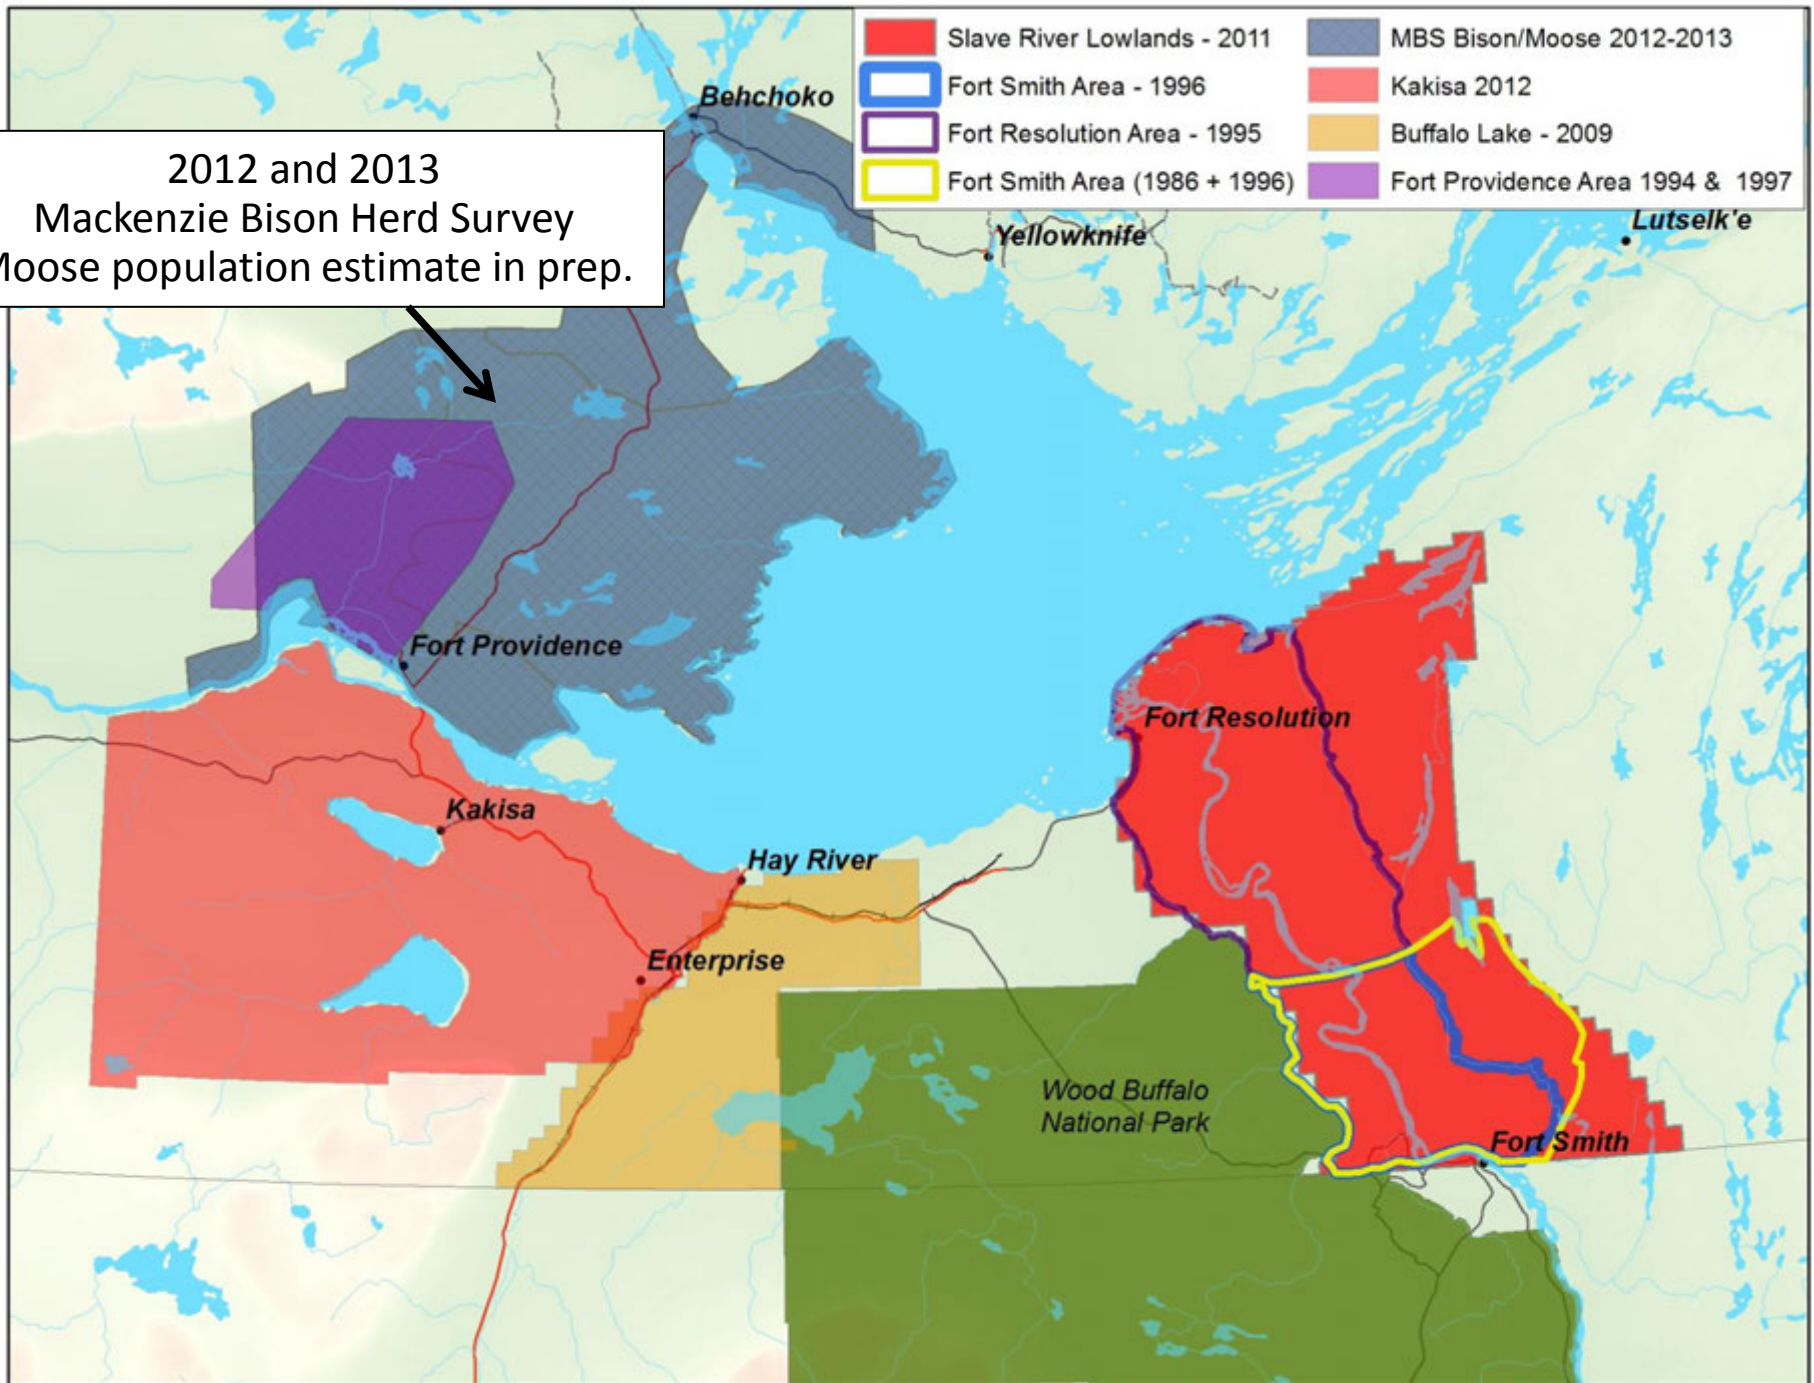 Slave River Lowlands - 2011
Fort Smith Area - 1996
Fort Resolution Area - 1995
Fort Smith Area (1986 + 1996)
MBS Bison/Moose 2012-2013
Kakisa 2012
Buffalo Lake - 2009
Fort Providence Area 1994 & 1997
Behchoko
2012 and 2013
Mackenzie Bison Herd Survey
Moose population estimate in prep.
Yellowknife
Lutselk'e
Fort Providence
Fort Resolution
Kakisa
Hay River
Enterprise
Wood Buffalo
National Park
Fort Smith